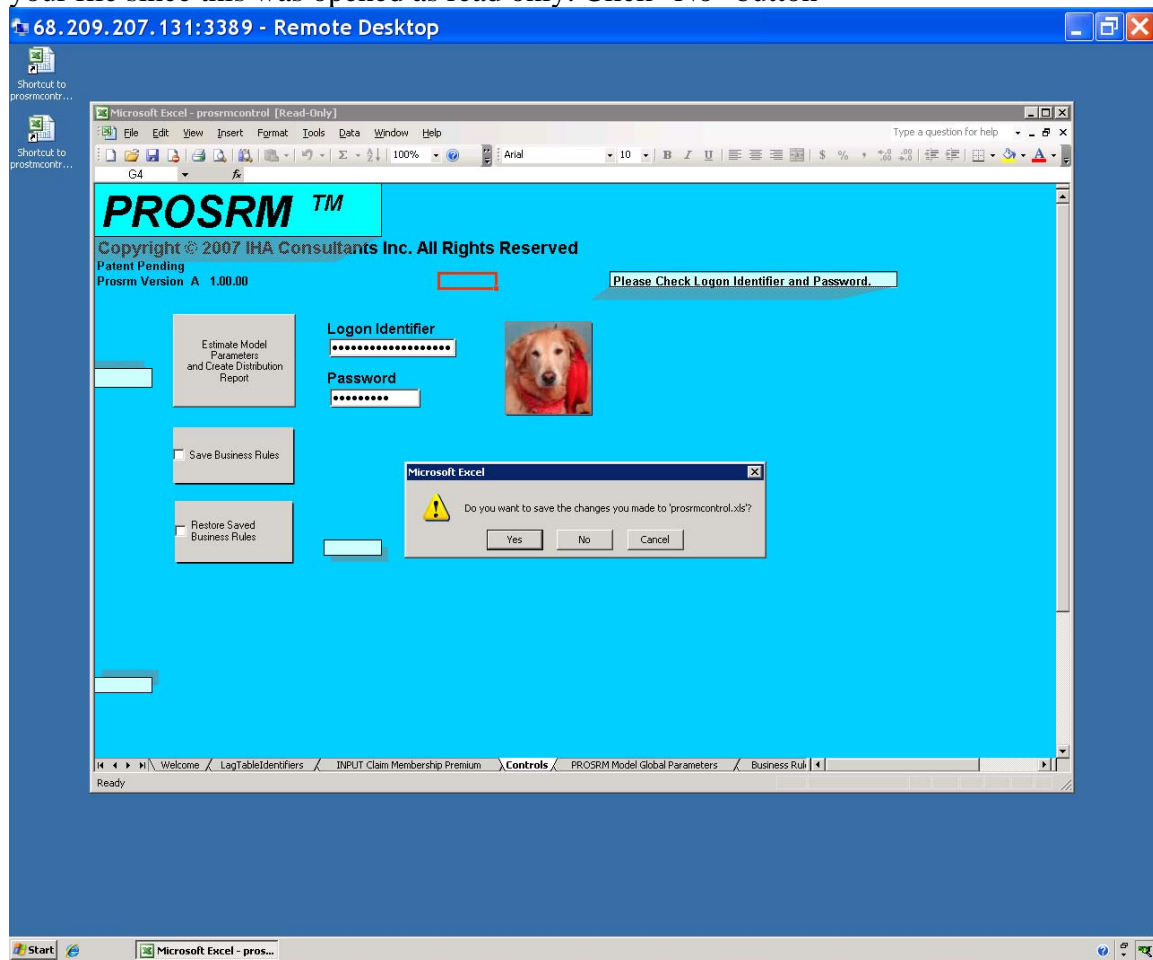 your file since this was opened as read only. Click "No" button
68.209.207.131:3389 - Remote Desktop
Shortcut to
prosrmcontr...
Shortcut to
prostmcontr...
Microsoft Excel - prosrmcontrol [Read-Only]
File Edit View Insert Format Tools Data Window Help
Type a question for help
100%
Arial
10
B I U
$ % ,
G4
fx
PROSRM TM
Copyright © 2007 IHA Consultants Inc. All Rights Reserved
Patent Pending
Prosrm Version A 1.00.00
Please Check Logon Identifier and Password.
Estimate Model
Parameters
and Create Distribution
Report
Logon Identifier
Password
Save Business Rules
Restore Saved
Business Rules
Microsoft Excel
Do you want to save the changes you made to 'prosrmcontrol.xls'?
Yes No Cancel
Welcome / LagTableIdentifiers / INPUT Claim Membership Premium \ Controls / PROSRM Model Global Parameters / Business Rul
Ready
Start
Microsoft Excel - pros...